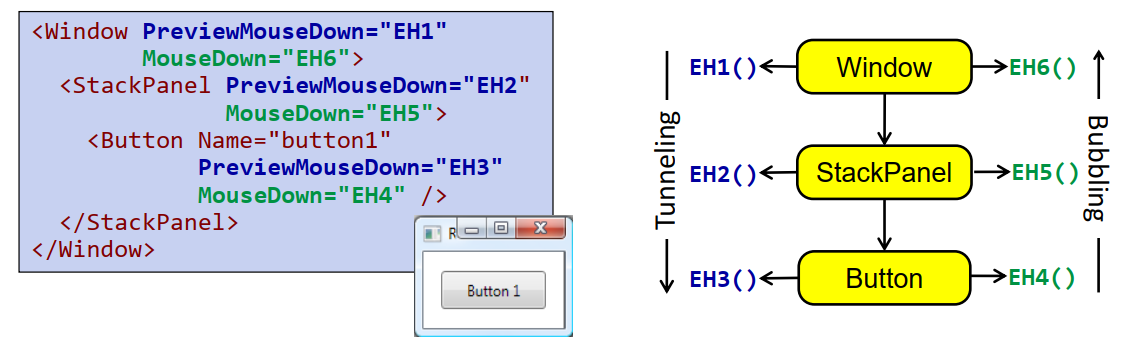 <Window PreviewMouseDown="EH1"
MouseDown="EH6">
<StackPanel PreviewMouseDown="EH2"
MouseDown="EH5">
<Button Name="button1"
PreviewMouseDown="EH3"
MouseDown="EH4" />
</StackPanel>
</Window>
Button 1
Tunneling
EH1() Window EH6()
EH2() StackPanel EH5()
EH3() Button EH4()
Bubbling